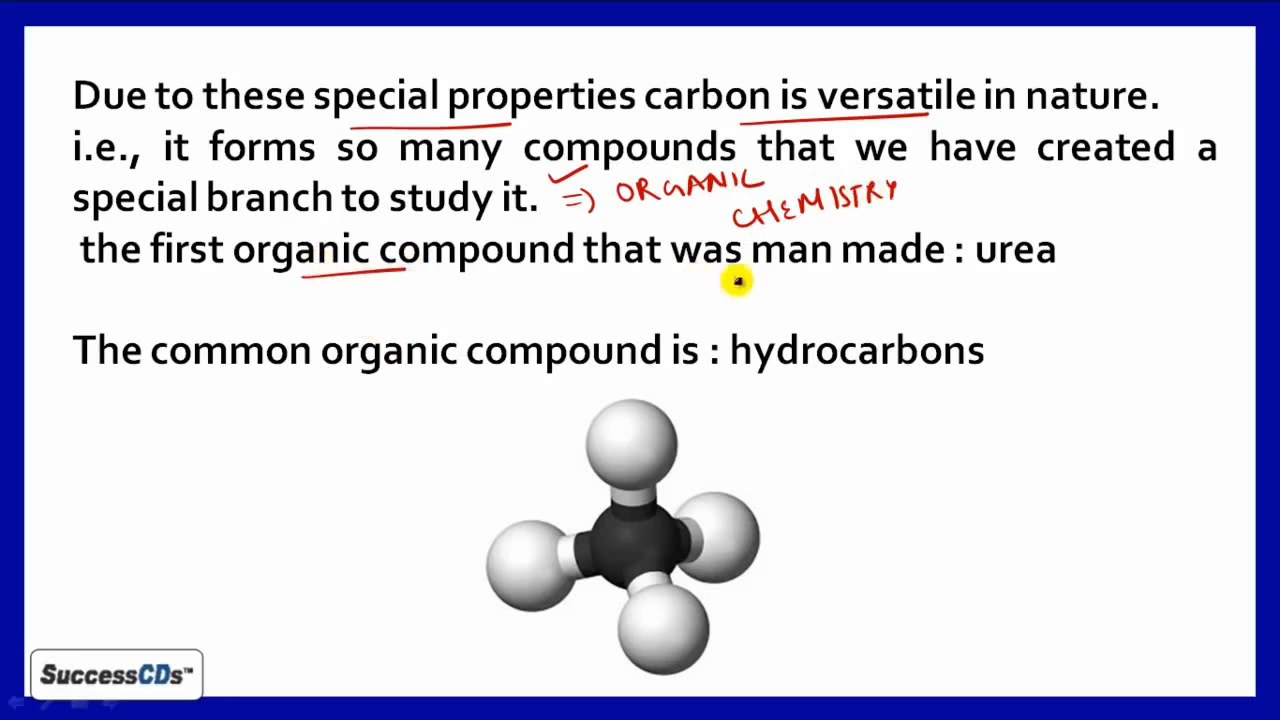 Due to these special properties carbon is versatile in nature.
i.e., it forms so many compounds that we have created a
special branch to study it. => ORGANIC
CHEMISTRY
the first organic compound that was man made : urea
The common organic compound is : hydrocarbons
SuccessCDs™